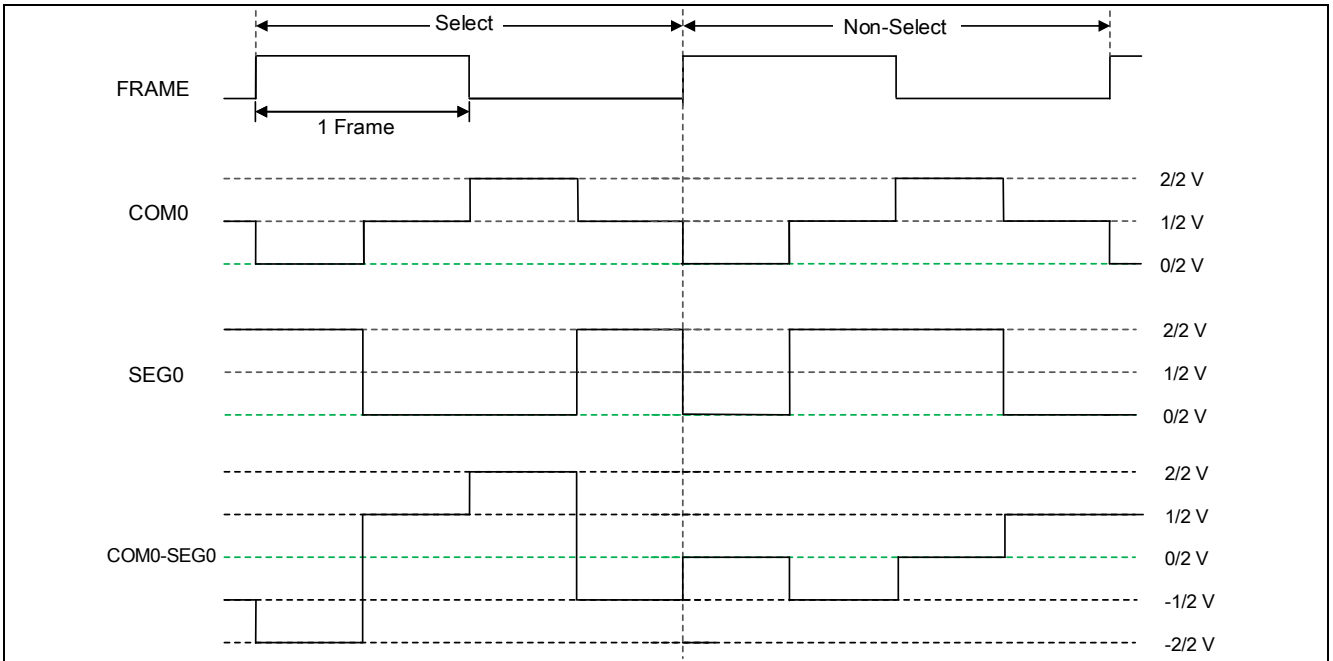 Select
Non-Select
FRAME
1 Frame
COM0
2/2 V
1/2 V
0/2 V
SEG0
2/2 V
1/2 V
0/2 V
COM0-SEG0
2/2 V
1/2 V
0/2 V
-1/2 V
-2/2 V